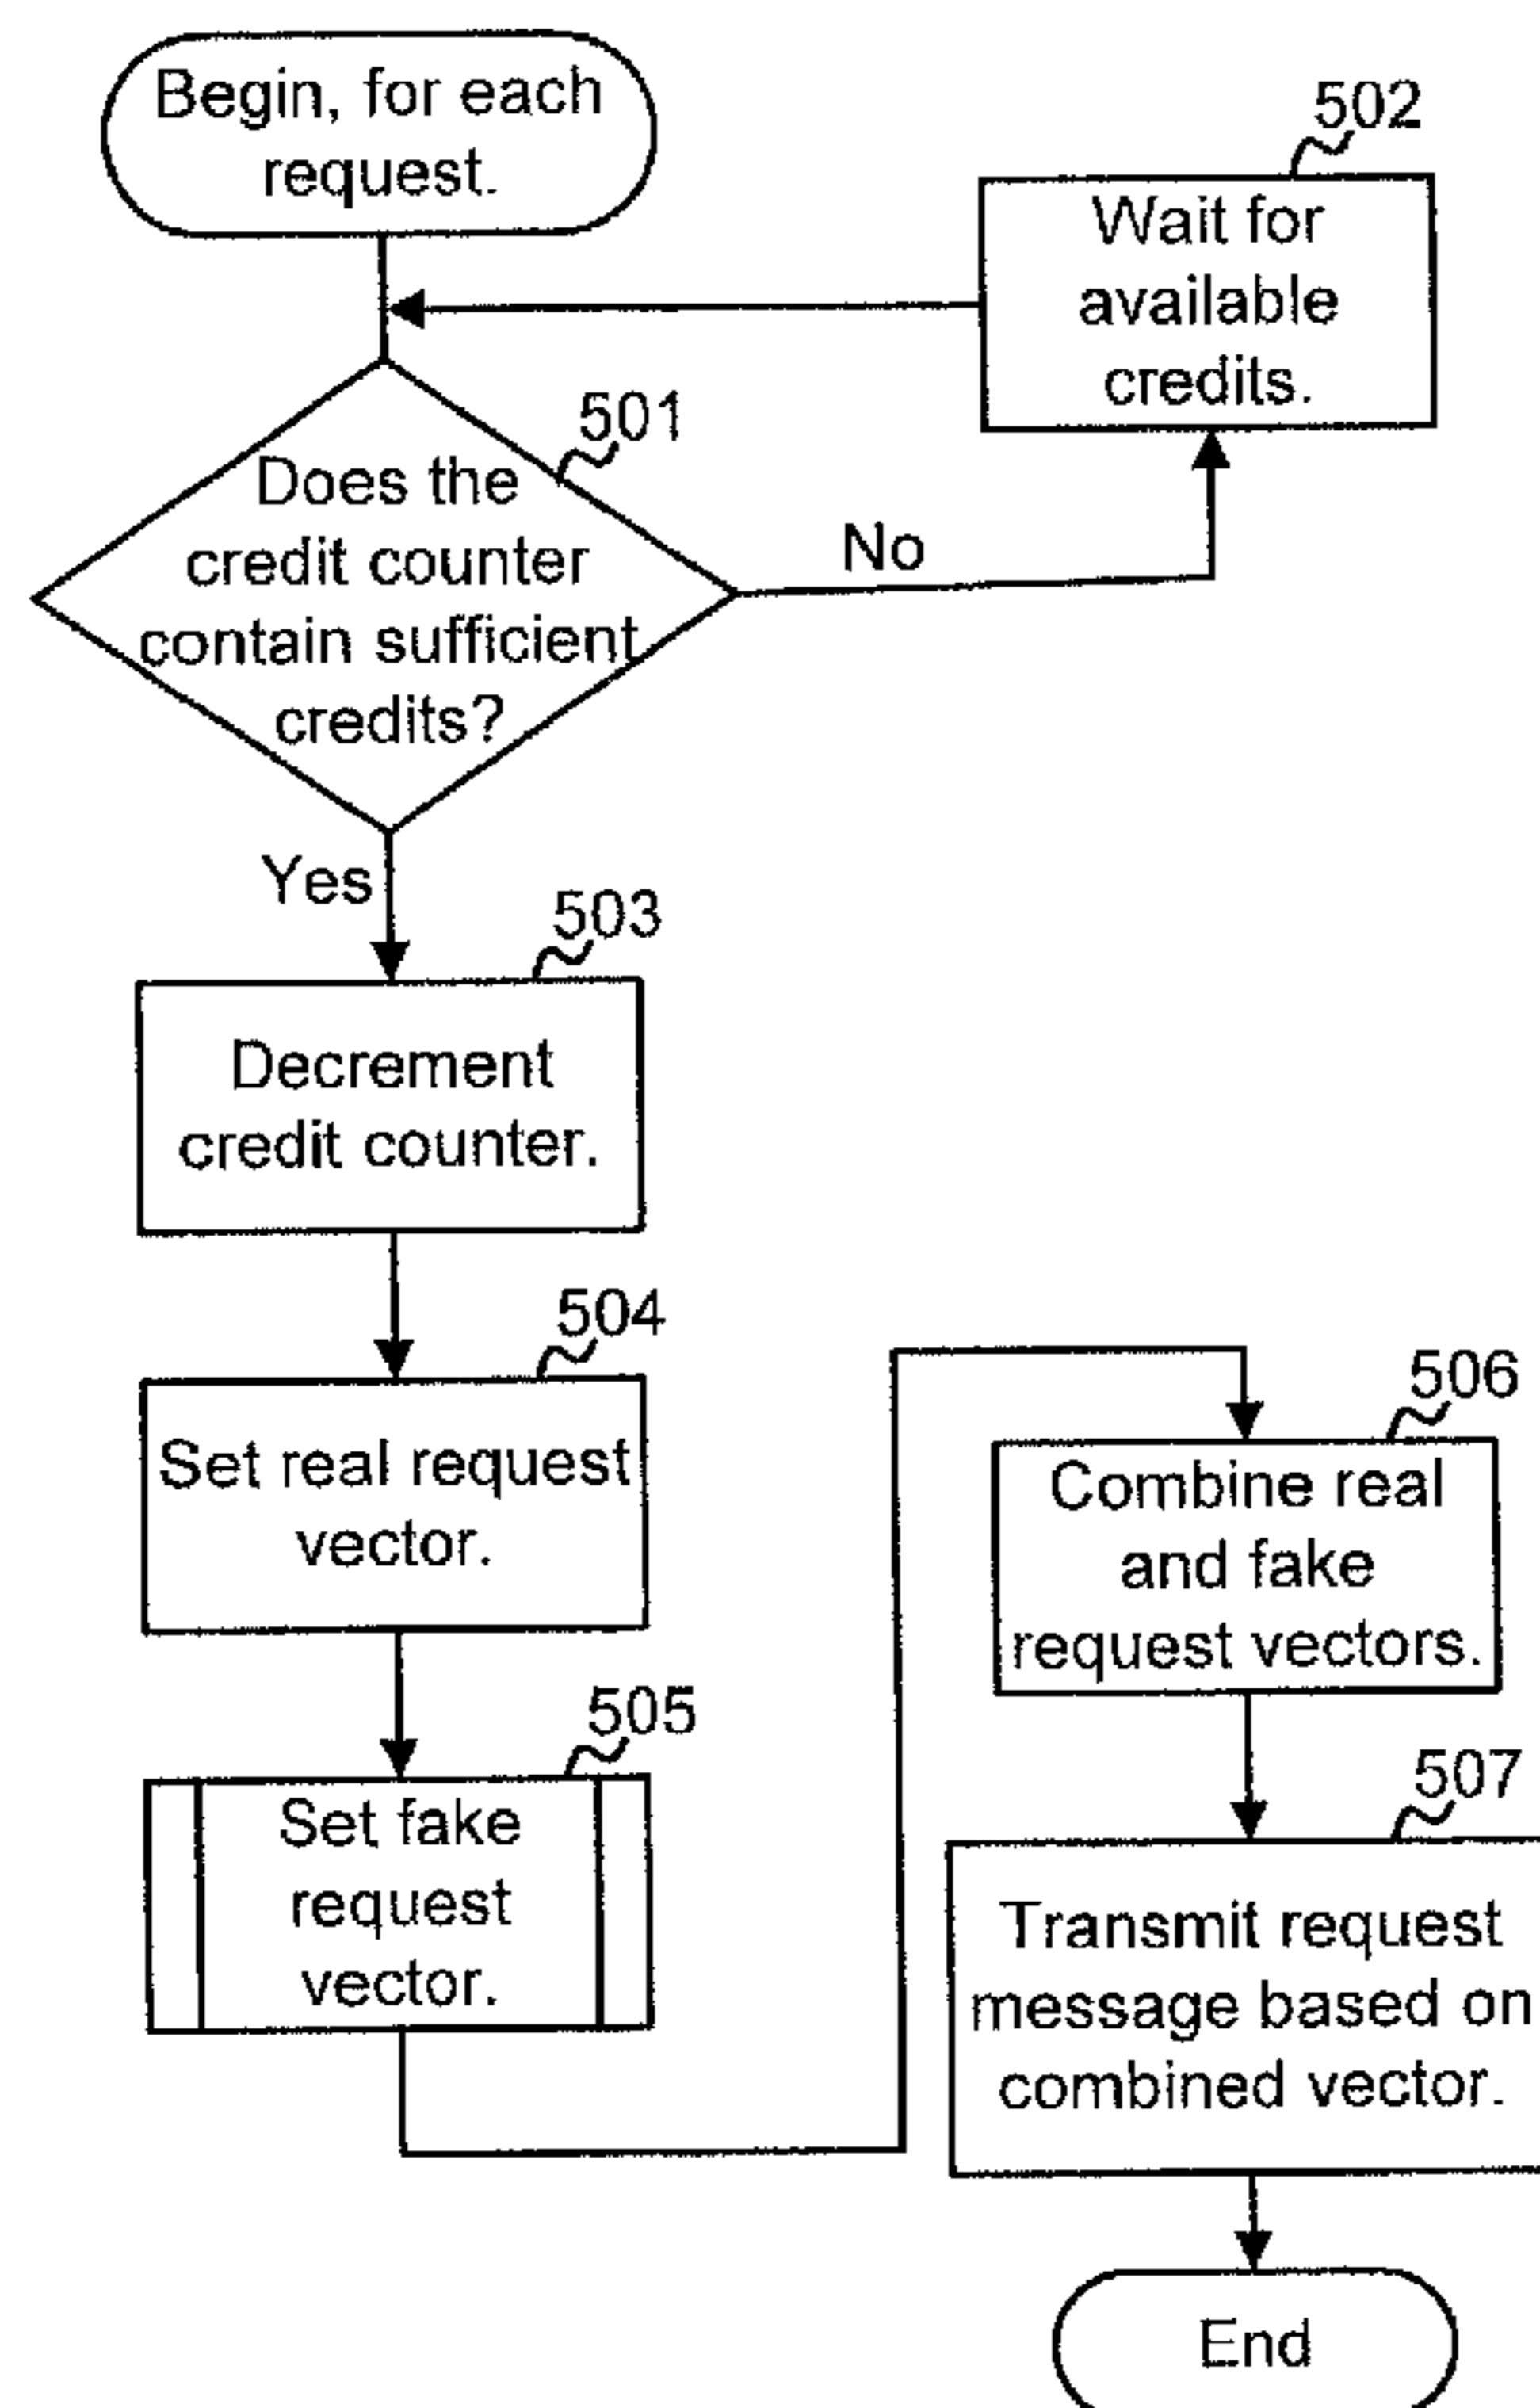 Begin, for each
request.
502
Wait for
available
credits.
501
Does the
credit counter
contain sufficient
credits?
No
Yes
503
Decrement
credit counter.
504
Set real request
vector.
505
Set fake
request
vector.
506
Combine real
and fake
request vectors.
507
Transmit request
message based on
combined vector.
End